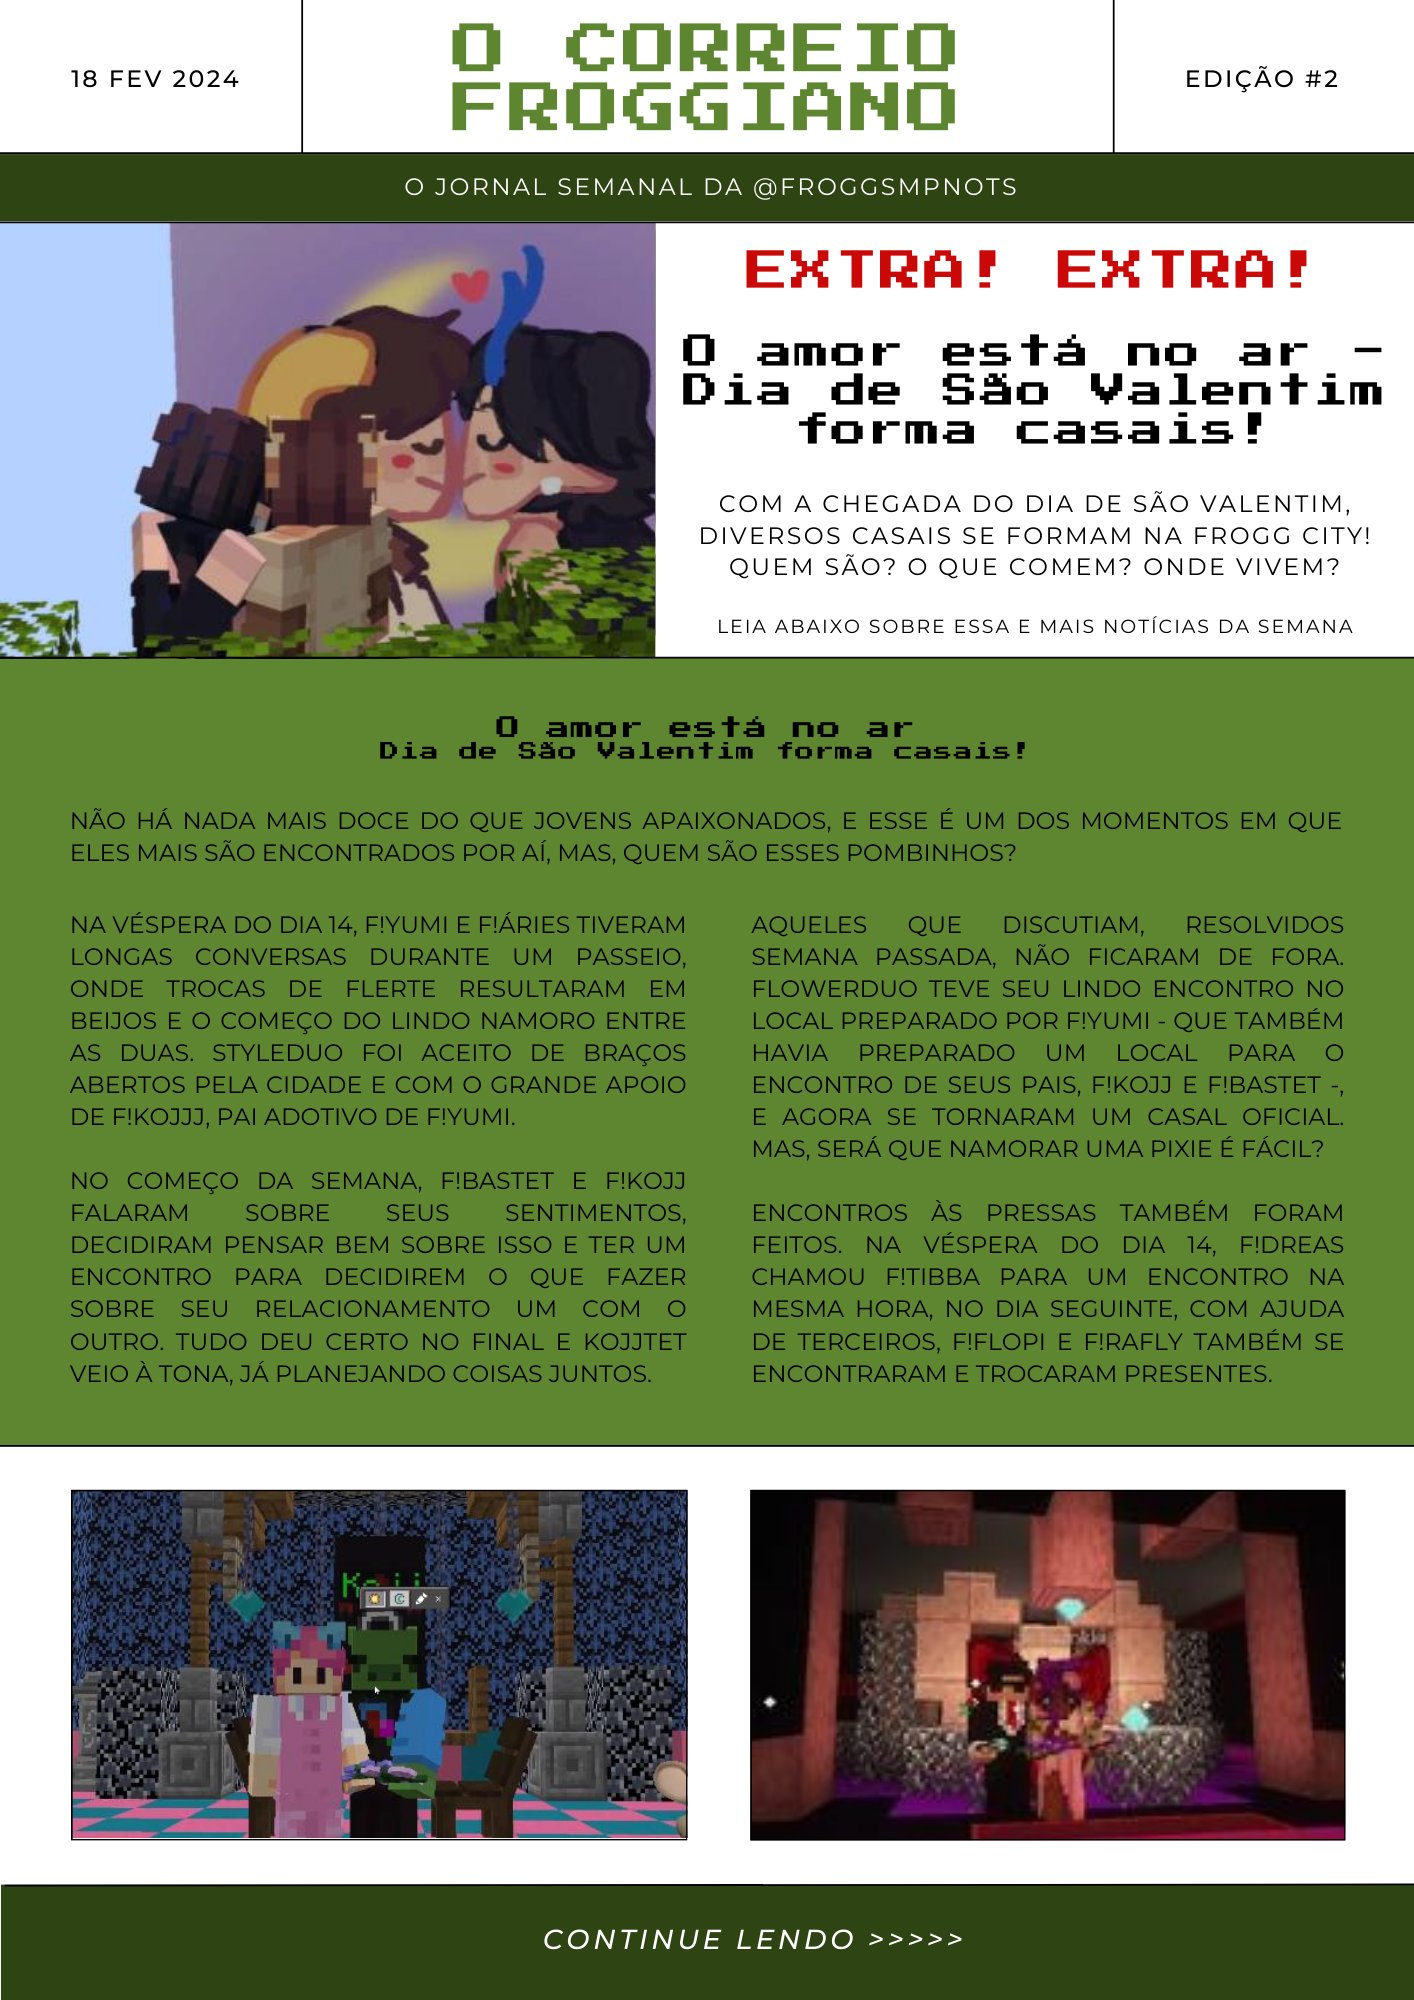 18 FEV 2024
O CORREIO
FROGGIANO
EDIÇÃO #2
O JORNAL SEMANAL DA @FROGGSMPNOTS
EXTRA! EXTRA!
O amor está no ar -
Dia de São Valentim
forma casais!
COM A CHEGADA DO DIA DE SÃO VALENTIM,
DIVERSOS CASAIS SE FORMAM NA FROGG CITY!
QUEM SÃO? O QUE COMEM? ONDE VIVEM?
LEIA ABAIXO SOBRE ESSA E MAIS NOTÍCIAS DA SEMANA
O amor está no ar
Dia de São Valentim forma casais!
NÃO HÁ NADA MAIS DOCE DO QUE JOVENS APAIXONADOS, E ESSE É UM DOS MOMENTOS EM QUE
ELES MAIS SÃO ENCONTRADOS POR AÍ, MAS, QUEM SÃO ESSES POMBINHOS?
NA VÉSPERA DO DIA 14, F!YUMI E F!ÁRIES TIVERAM
LONGAS CONVERSAS DURANTE UM PASSEIO,
ONDE TROCAS DE FLERTE RESULTARAM EM
BEIJOS E O COMEÇO DO LINDO NAMORO ENTRE
AS DUAS. STYLEDUO FOI ACEITO DE BRAÇOS
ABERTOS PELA CIDADE E COM O GRANDE APOIO
DE F!KOJJJ, PAI ADOTIVO DE F!YUMI.
NO COMEÇO DA SEMANA, F!BASTET E F!KOJJ
FALARAM SOBRE SEUS SENTIMENTOS,
DECIDIRAM PENSAR BEM SOBRE ISSO E TER UM
ENCONTRO PARA DECIDIREM O QUE FAZER
SOBRE SEU RELACIONAMENTO UM COM O
OUTRO. TUDO DEU CERTO NO FINAL E KOJJTET
VEIO À TONA, JÁ PLANEJANDO COISAS JUNTOS.
AQUELES QUE DISCUTIAM, RESOLVIDOS
SEMANA PASSADA, NÃO FICARAM DE FORA.
FLOWERDUO TEVE SEU LINDO ENCONTRO NO
LOCAL PREPARADO POR F!YUMI - QUE TAMBÉM
HAVIA PREPARADO UM LOCAL PARA O
ENCONTRO DE SEUS PAIS, F!KOJJ E F!BASTET -,
E AGORA SE TORNARAM UM CASAL OFICIAL.
MAS, SERÁ QUE NAMORAR UMA PIXIE É FÁCIL?
ENCONTROS ÀS PRESSAS TAMBÉM FORAM
FEITOS. NA VÉSPERA DO DIA 14, F!DREAS
CHAMOU F!TIBBA PARA UM ENCONTRO NA
MESMA HORA, NO DIA SEGUINTE, COM AJUDA
DE TERCEIROS, F!FLOPI E F!RAFLY TAMBÉM SE
ENCONTRARAM E TROCARAM PRESENTES.
CONTINUE LENDO >>>>>